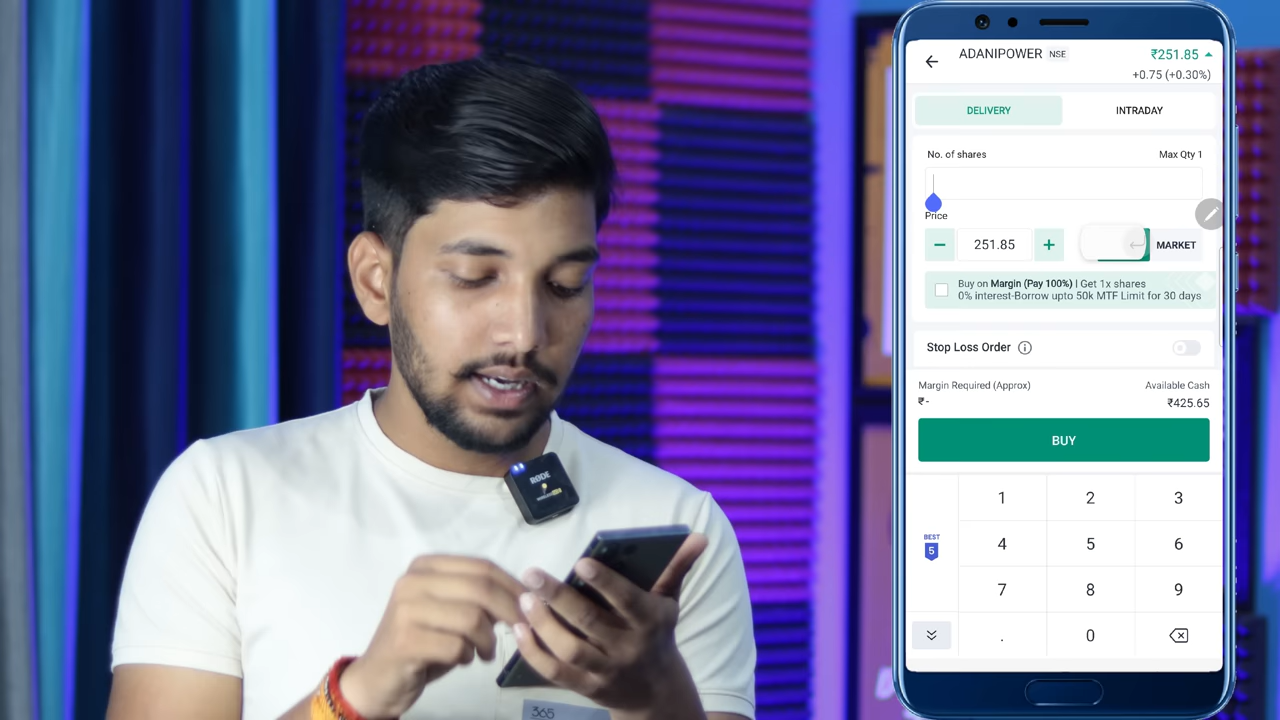 ADANIPOWER NSE
₹251.85
+0.75 (+0.30%)
DELIVERY
INTRADAY
No. of shares
Max Qty 1
Price
−
251.85
+
MARKET
Buy on Margin (Pay 100%) | Get 1x shares
0% interest-Borrow upto 50k MTF Limit for 30 days
Stop Loss Order
Margin Required (Approx)
Available Cash
₹-
₹425.65
BUY
1 2 3
BEST
5
4 5 6
7 8 9
. 0
RØDE
365